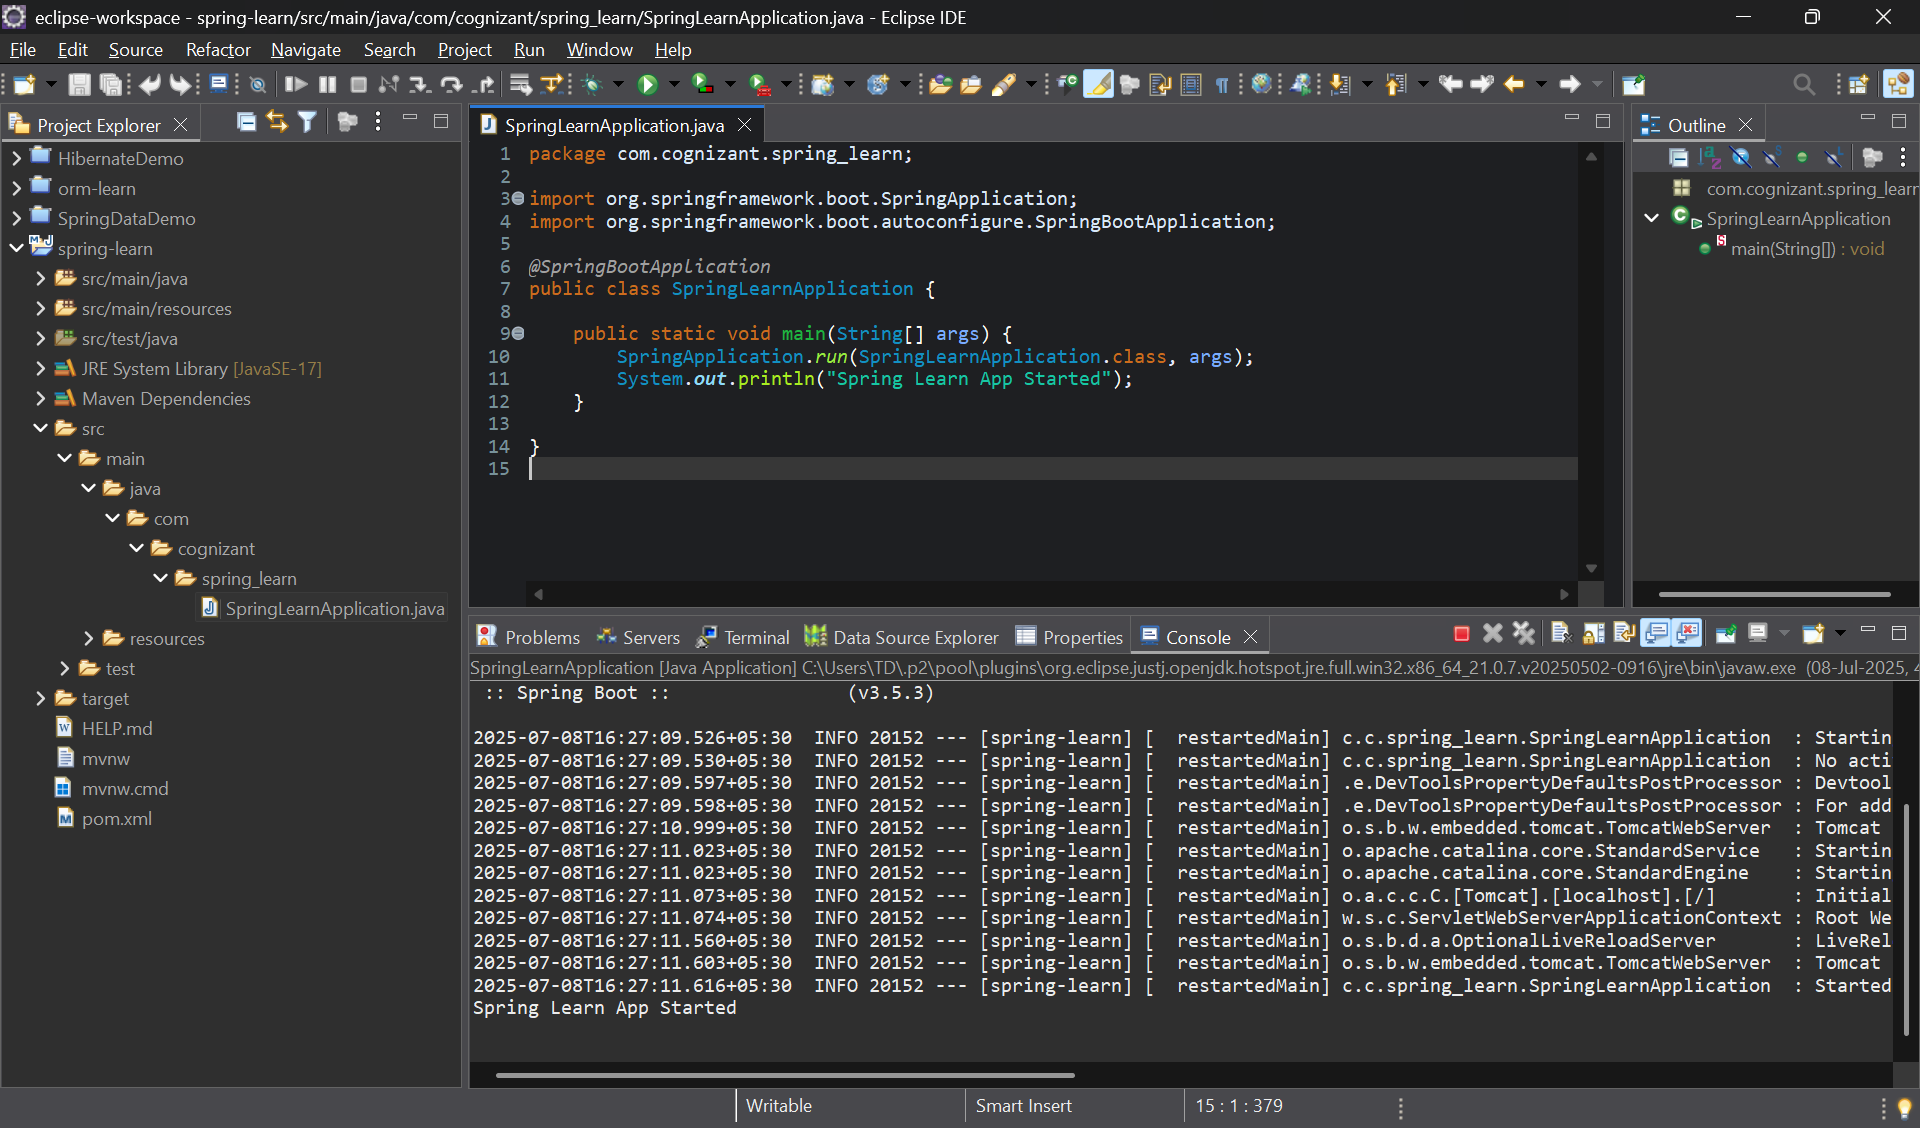 eclipse-workspace - spring-learn/src/main/java/com/cognizant/spring_learn/SpringLearnApplication.java - Eclipse IDE
File Edit Source Refactor Navigate Search Project Run Window Help
Project Explorer
HibernateDemo
orm-learn
SpringDataDemo
spring-learn
src/main/java
src/main/resources
src/test/java
JRE System Library [JavaSE-17]
Maven Dependencies
src
main
java
com
cognizant
spring_learn
SpringLearnApplication.java
resources
test
target
HELP.md
mvnw
mvnw.cmd
pom.xml
SpringLearnApplication.java
1 package com.cognizant.spring_learn;
2
3 import org.springframework.boot.SpringApplication;
4 import org.springframework.boot.autoconfigure.SpringBootApplication;
5
6 @SpringBootApplication
7 public class SpringLearnApplication {
8
9 public static void main(String[] args) {
10 SpringApplication.run(SpringLearnApplication.class, args);
11 System.out.println("Spring Learn App Started");
12 }
13
14 }
15
Outline
com.cognizant.spring_learn
SpringLearnApplication
main(String[]) : void
Problems Servers Terminal Data Source Explorer Properties Console
SpringLearnApplication [Java Application] C:\Users\TD\.p2\pool\plugins\org.eclipse.justj.openjdk.hotspot.jre.full.win32.x86_64_21.0.7.v20250502-0916\jre\bin\javaw.exe (08-Jul-2025, 4
:: Spring Boot :: (v3.5.3)
2025-07-08T16:27:09.526+05:30 INFO 20152 --- [spring-learn] [ restartedMain] c.c.spring_learn.SpringLearnApplication : Startin
2025-07-08T16:27:09.530+05:30 INFO 20152 --- [spring-learn] [ restartedMain] c.c.spring_learn.SpringLearnApplication : No acti
2025-07-08T16:27:09.597+05:30 INFO 20152 --- [spring-learn] [ restartedMain] .e.DevToolsPropertyDefaultsPostProcessor : Devtool
2025-07-08T16:27:09.598+05:30 INFO 20152 --- [spring-learn] [ restartedMain] .e.DevToolsPropertyDefaultsPostProcessor : For add
2025-07-08T16:27:10.999+05:30 INFO 20152 --- [spring-learn] [ restartedMain] o.s.b.w.embedded.tomcat.TomcatWebServer : Tomcat
2025-07-08T16:27:11.023+05:30 INFO 20152 --- [spring-learn] [ restartedMain] o.apache.catalina.core.StandardService : Startin
2025-07-08T16:27:11.023+05:30 INFO 20152 --- [spring-learn] [ restartedMain] o.apache.catalina.core.StandardEngine : Startin
2025-07-08T16:27:11.073+05:30 INFO 20152 --- [spring-learn] [ restartedMain] o.a.c.c.C.[Tomcat].[localhost].[/] : Initial
2025-07-08T16:27:11.074+05:30 INFO 20152 --- [spring-learn] [ restartedMain] w.s.c.ServletWebServerApplicationContext : Root We
2025-07-08T16:27:11.560+05:30 INFO 20152 --- [spring-learn] [ restartedMain] o.s.b.d.a.OptionalLiveReloadServer : LiveRel
2025-07-08T16:27:11.603+05:30 INFO 20152 --- [spring-learn] [ restartedMain] o.s.b.w.embedded.tomcat.TomcatWebServer : Tomcat
2025-07-08T16:27:11.616+05:30 INFO 20152 --- [spring-learn] [ restartedMain] c.c.spring_learn.SpringLearnApplication : Started
Spring Learn App Started
Writable Smart Insert 15 : 1 : 379